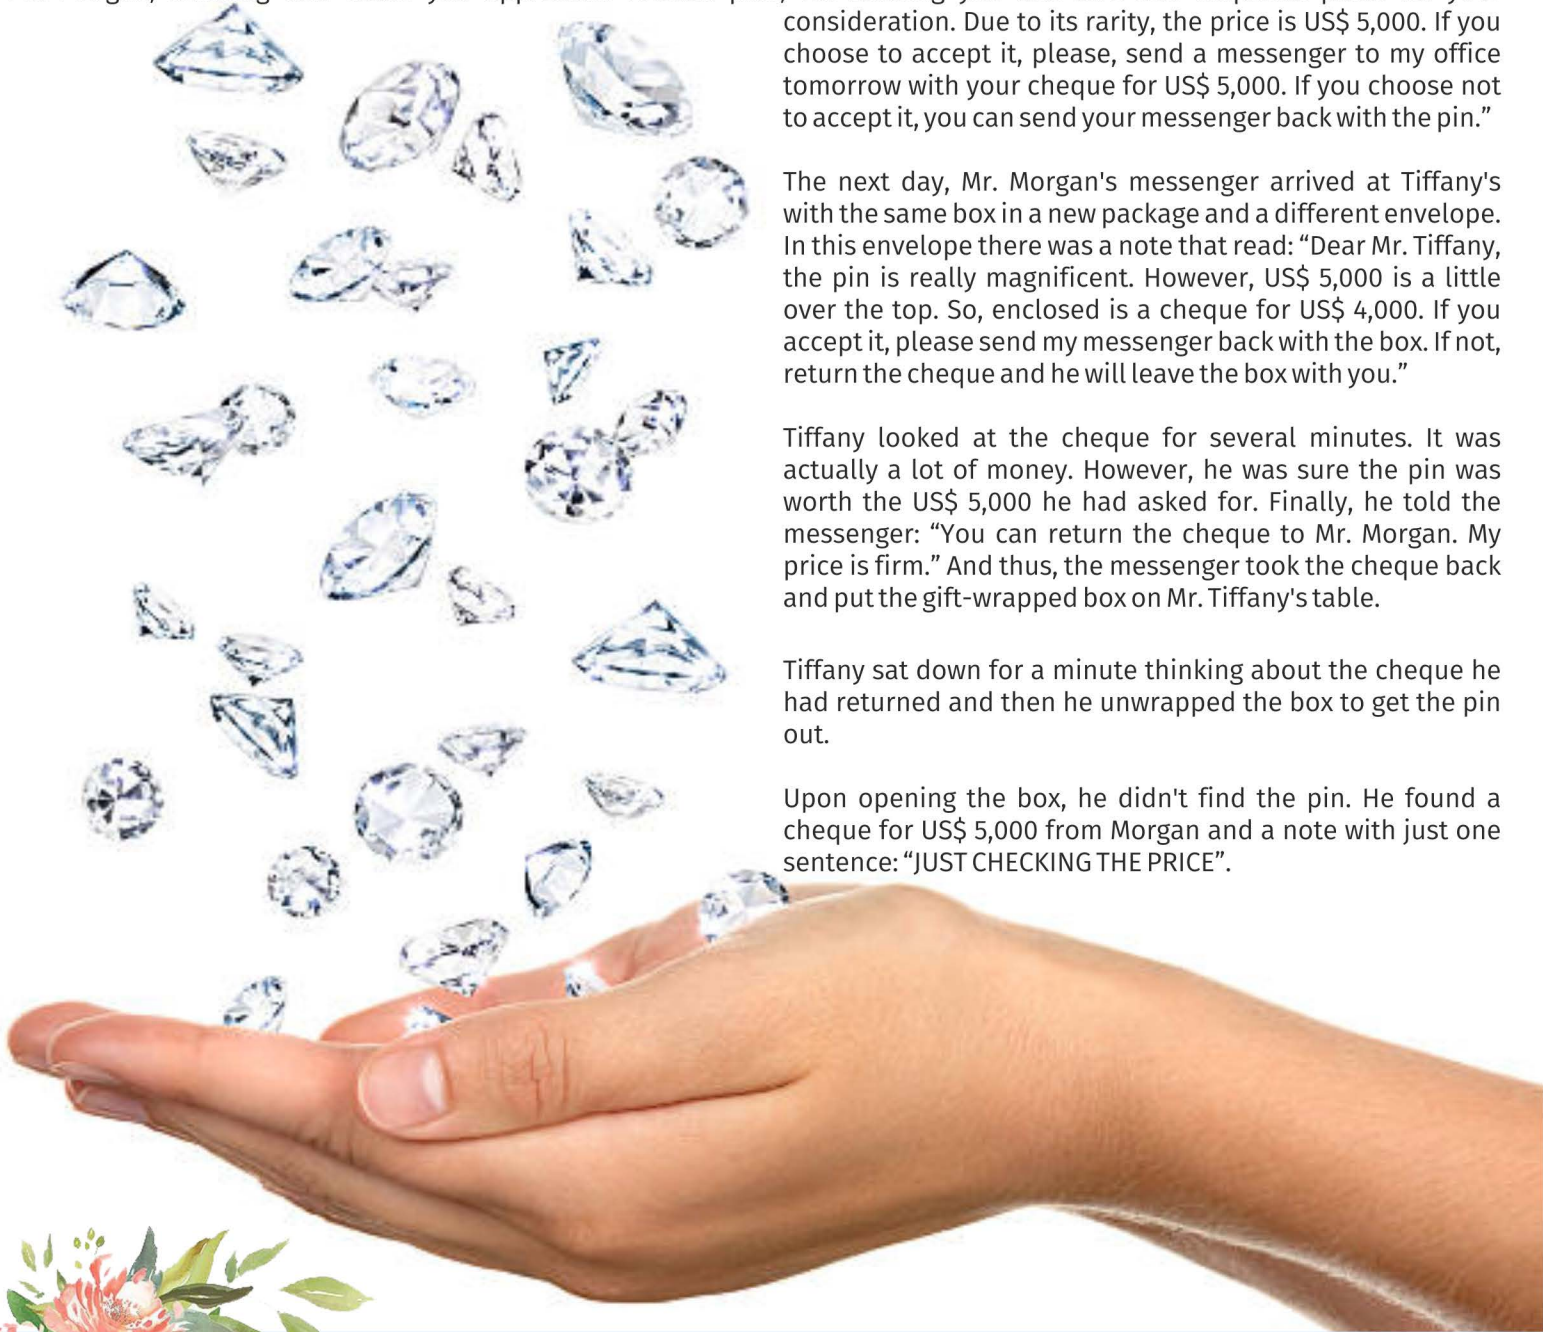 consideration. Due to its rarity, the price is US$ 5,000. If you
choose to accept it, please, send a messenger to my office
tomorrow with your cheque for US$ 5,000. If you choose not
to accept it, you can send your messenger back with the pin.”
The next day, Mr. Morgan's messenger arrived at Tiffany's
with the same box in a new package and a different envelope.
In this envelope there was a note that read: “Dear Mr. Tiffany,
the pin is really magnificent. However, US$ 5,000 is a little
over the top. So, enclosed is a cheque for US$ 4,000. If you
accept it, please send my messenger back with the box. If not,
return the cheque and he will leave the box with you.”
Tiffany looked at the cheque for several minutes. It was
actually a lot of money. However, he was sure the pin was
worth the US$ 5,000 he had asked for. Finally, he told the
messenger: “You can return the cheque to Mr. Morgan. My
price is firm.” And thus, the messenger took the cheque back
and put the gift-wrapped box on Mr. Tiffany's table.
Tiffany sat down for a minute thinking about the cheque he
had returned and then he unwrapped the box to get the pin
out.
Upon opening the box, he didn't find the pin. He found a
cheque for US$ 5,000 from Morgan and a note with just one
sentence: “JUST CHECKING THE PRICE”.